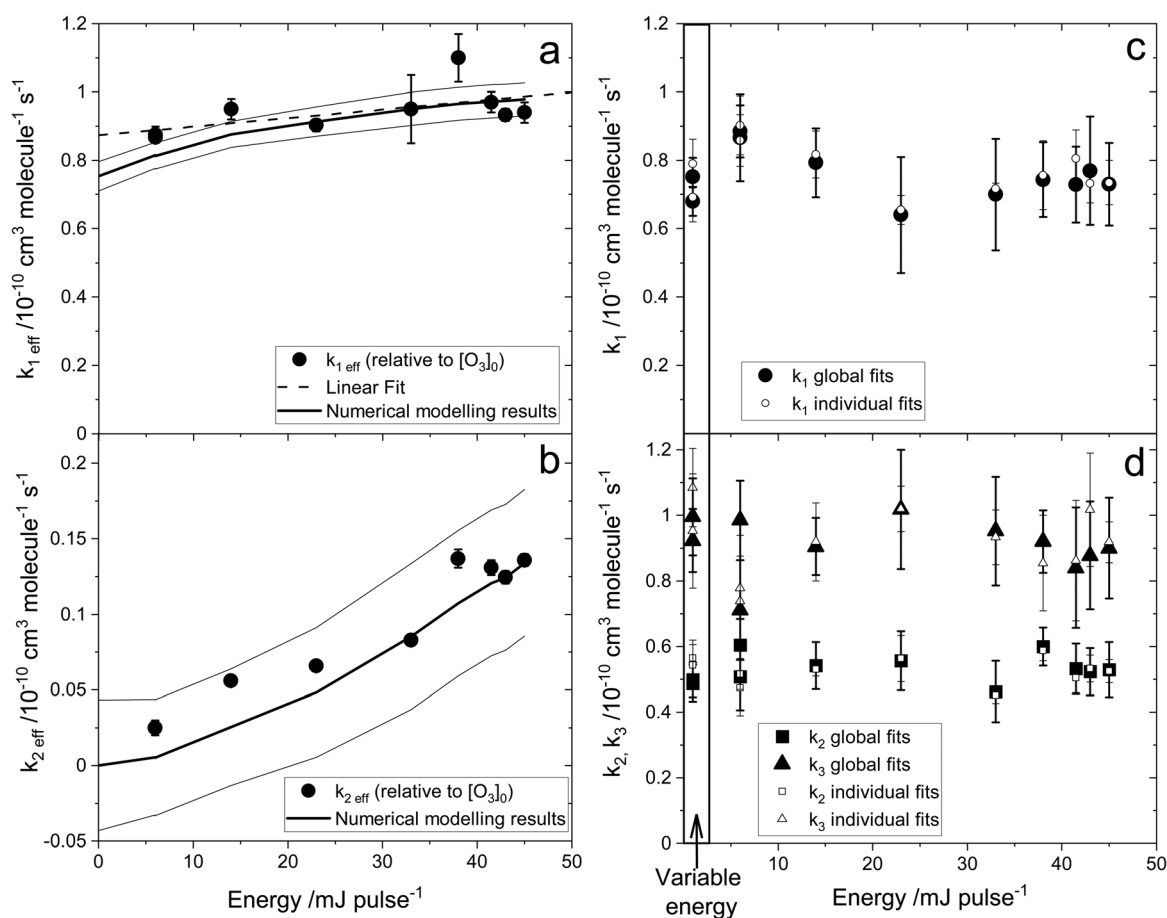 a
1.2
1
0.8
0.6
0.4
0.2
0
k1 eff /10-10 cm3 molecule-1 s-1
k1 eff (relative to [O3]0)
Linear Fit
Numerical modelling results
b
0.2
0.15
0.1
0.05
0
-0.05
k2 eff /10-10 cm3 molecule-1 s-1
k2 eff (relative to [O3]0)
Numerical modelling results
0 10 20 30 40 50
Energy /mJ pulse-1
c
1.2
1
0.8
0.6
0.4
0.2
k1 /10-10 cm3 molecule-1 s-1
k1 global fits
k1 individual fits
d
1.2
1
0.8
0.6
0.4
0.2
0
k2, k3 /10-10 cm3 molecule-1 s-1
k2 global fits
k3 global fits
k2 individual fits
k3 individual fits
10 20 30 40 50
Variable
energy
Energy /mJ pulse-1